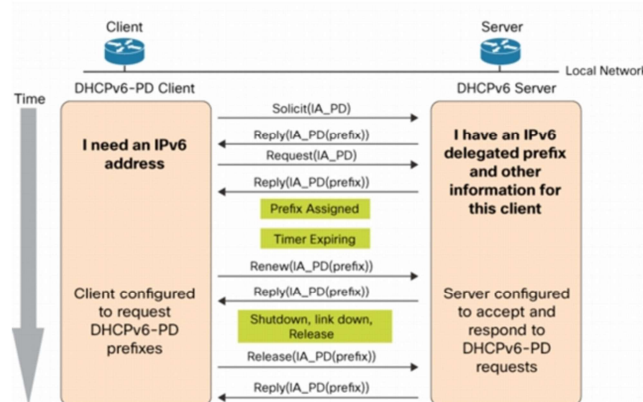 Client
Server
Local Network
Time
DHCPv6-PD Client
DHCPv6 Server
Solicit(IA_PD)
I need an IPv6
address
Reply(IA_PD(prefix))
Request(IA_PD)
Reply(IA_PD(prefix))
I have an IPv6
delegated prefix
and other
information for
this client
Prefix Assigned
Timer Expiring
Renew(IA_PD(prefix))
Reply(IA_PD(prefix))
Client configured
to request
DHCPv6-PD
prefixes
Shutdown, link down,
Release
Server configured
to accept and
respond to
DHCPv6-PD
requests
Release(IA_PD(prefix))
Reply(IA_PD(prefix))